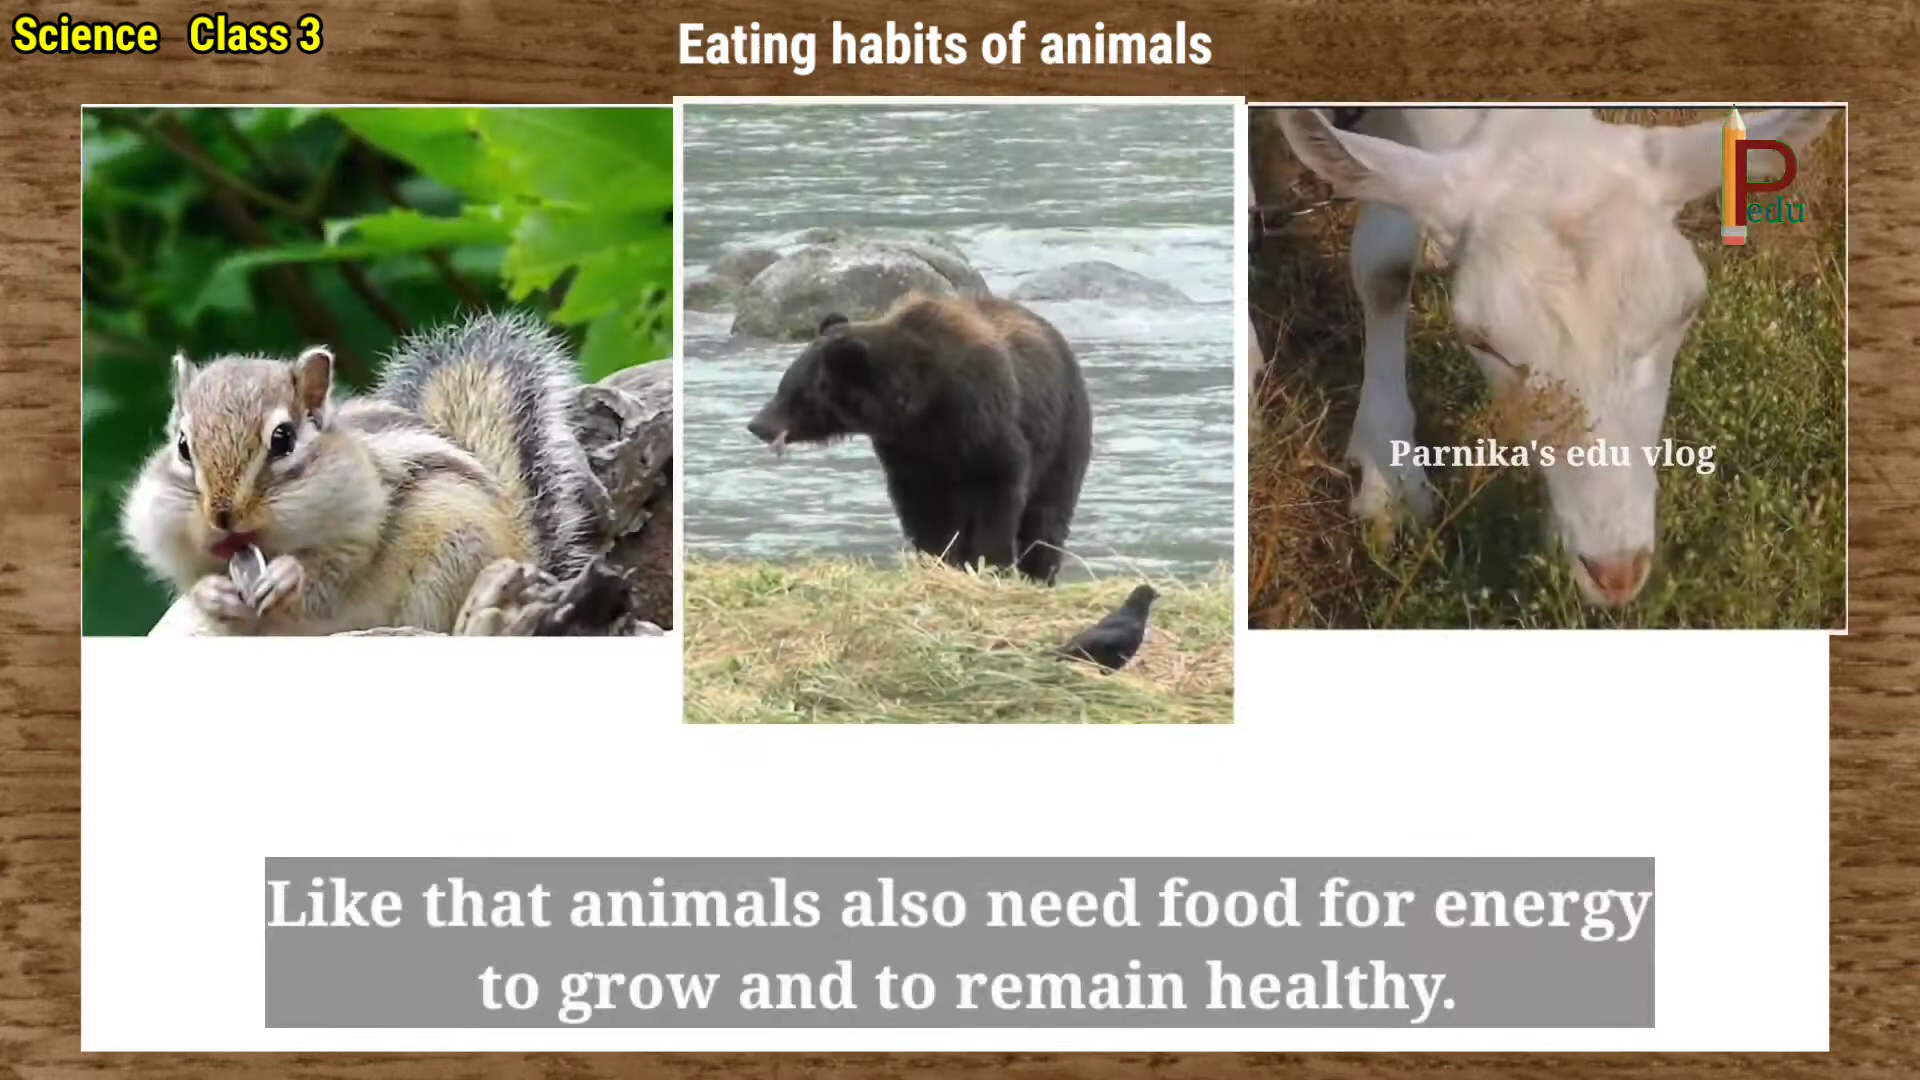 Science Class 3
Eating habits of animals
P
edu
Parnika's edu vlog
Like that animals also need food for energy
to grow and to remain healthy.